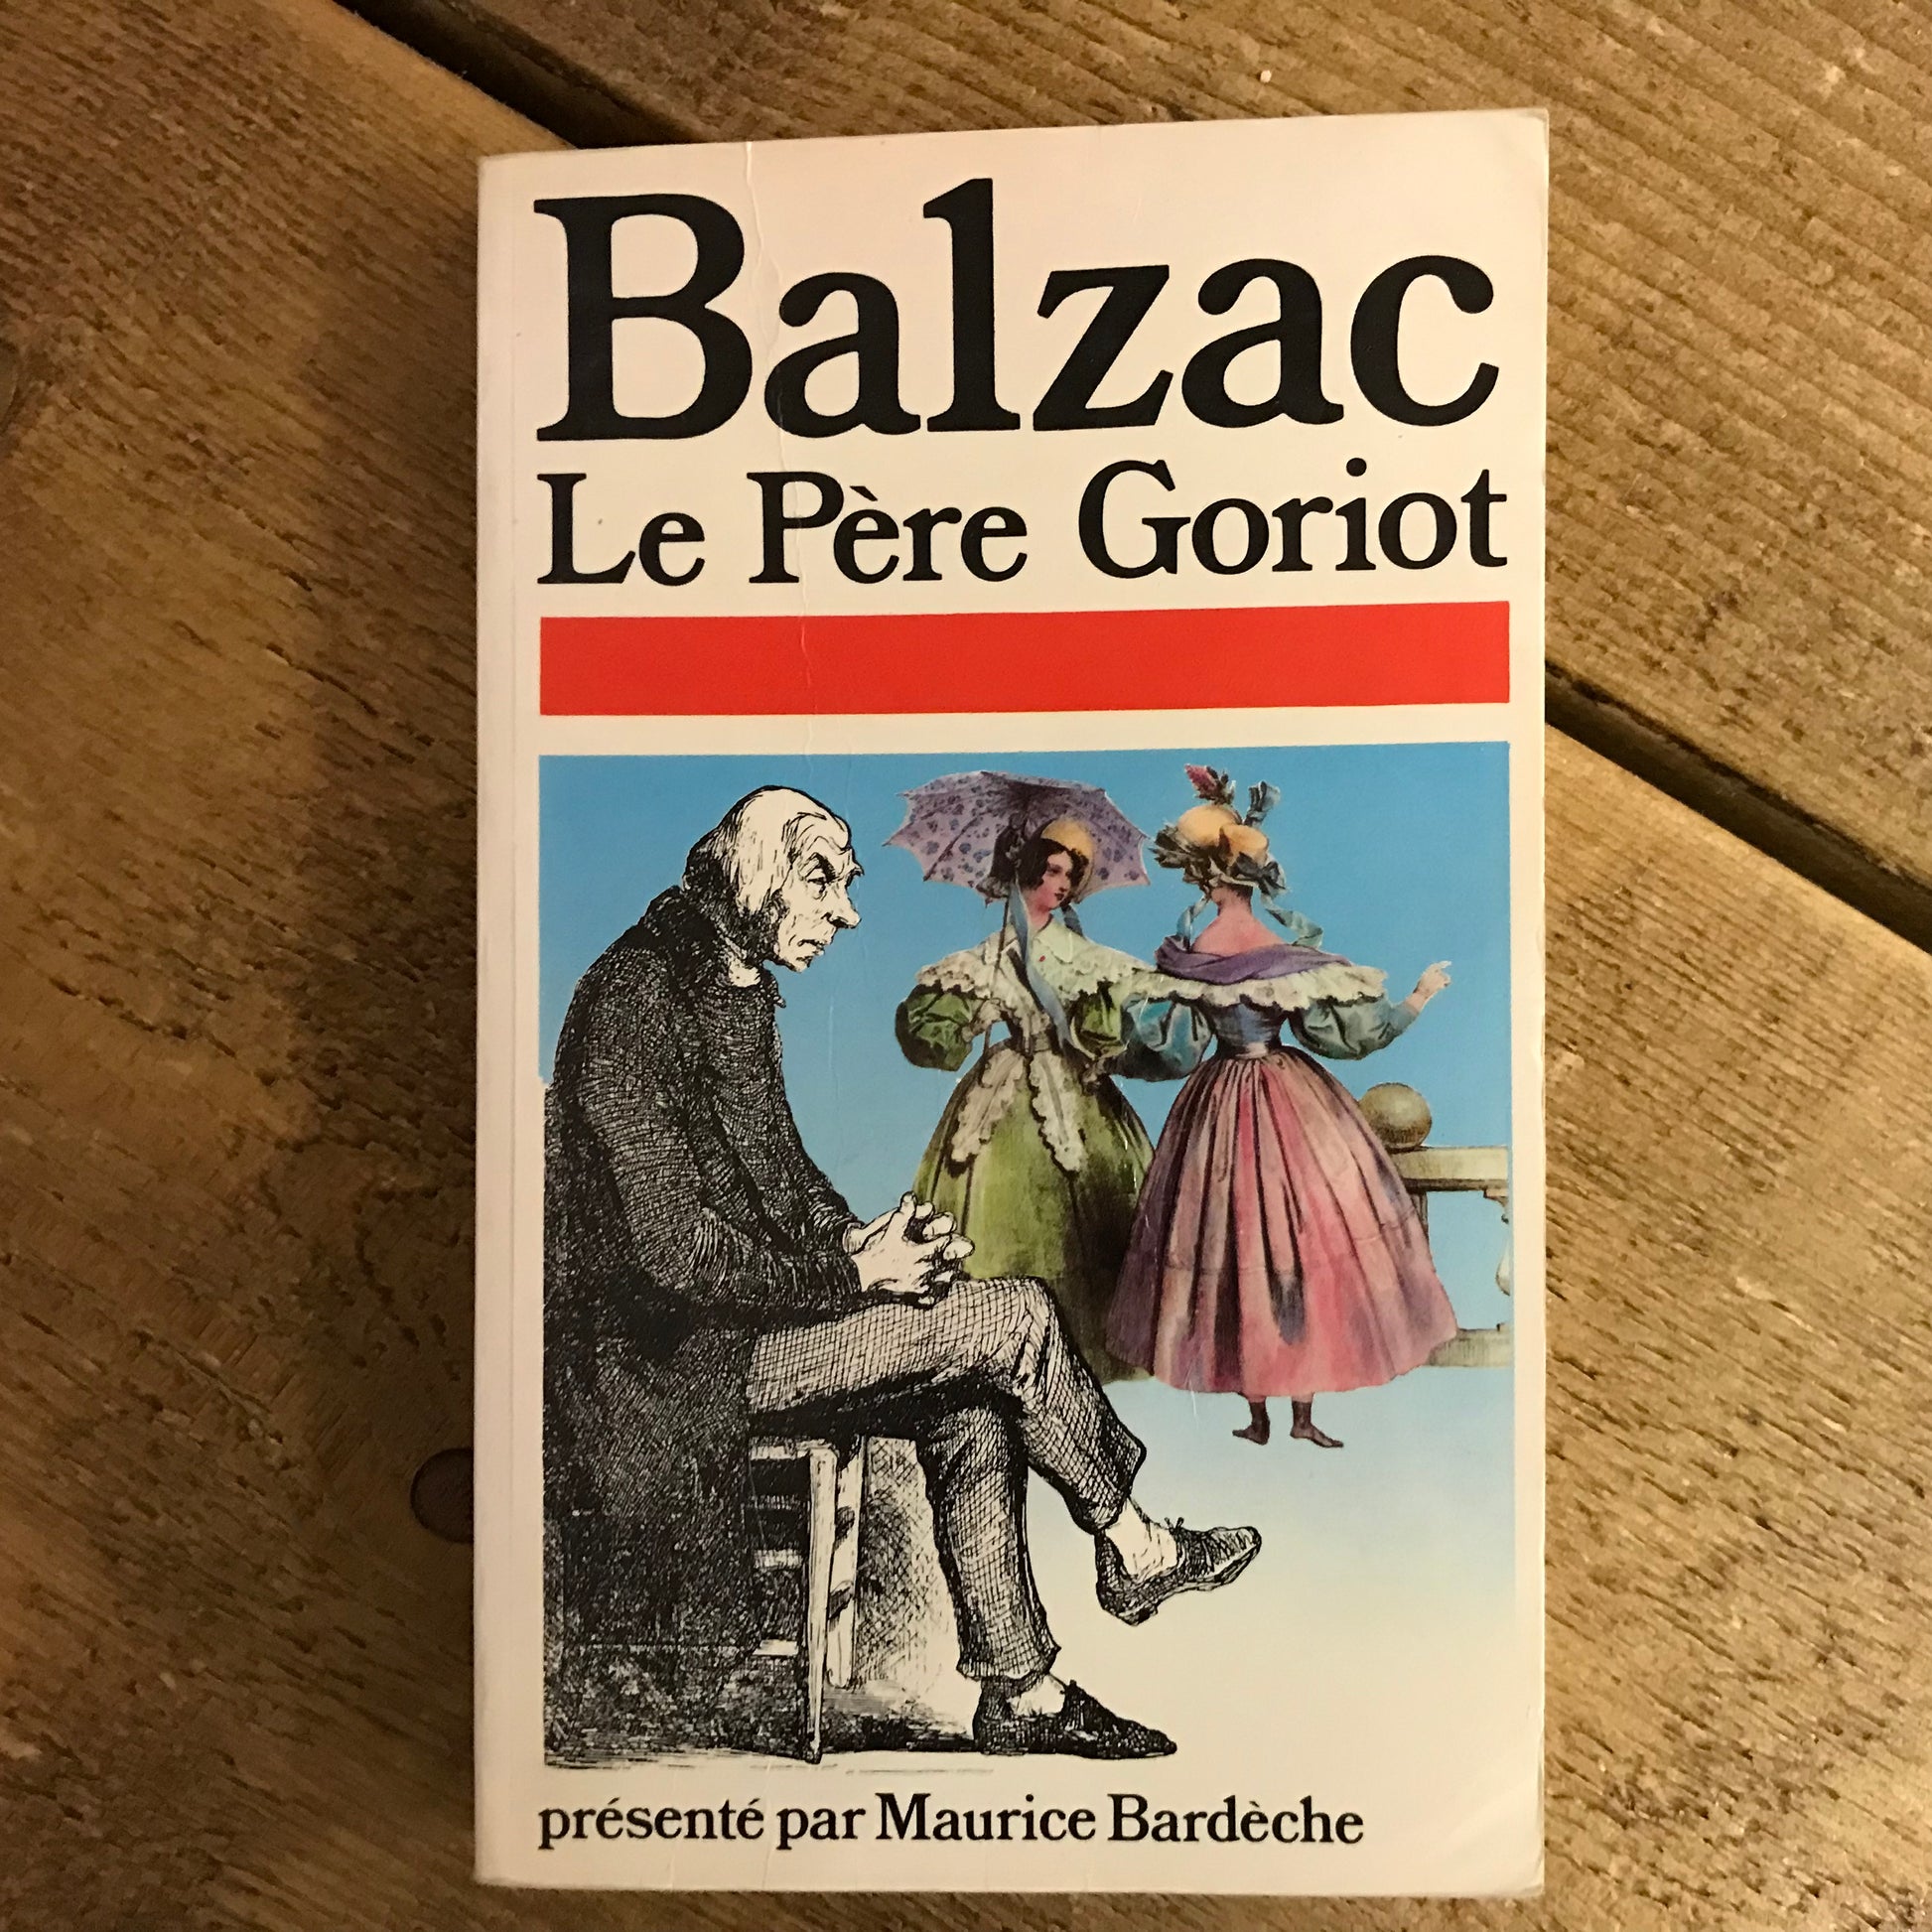 Balzac
Le Père Goriot
présenté par Maurice Bardèche